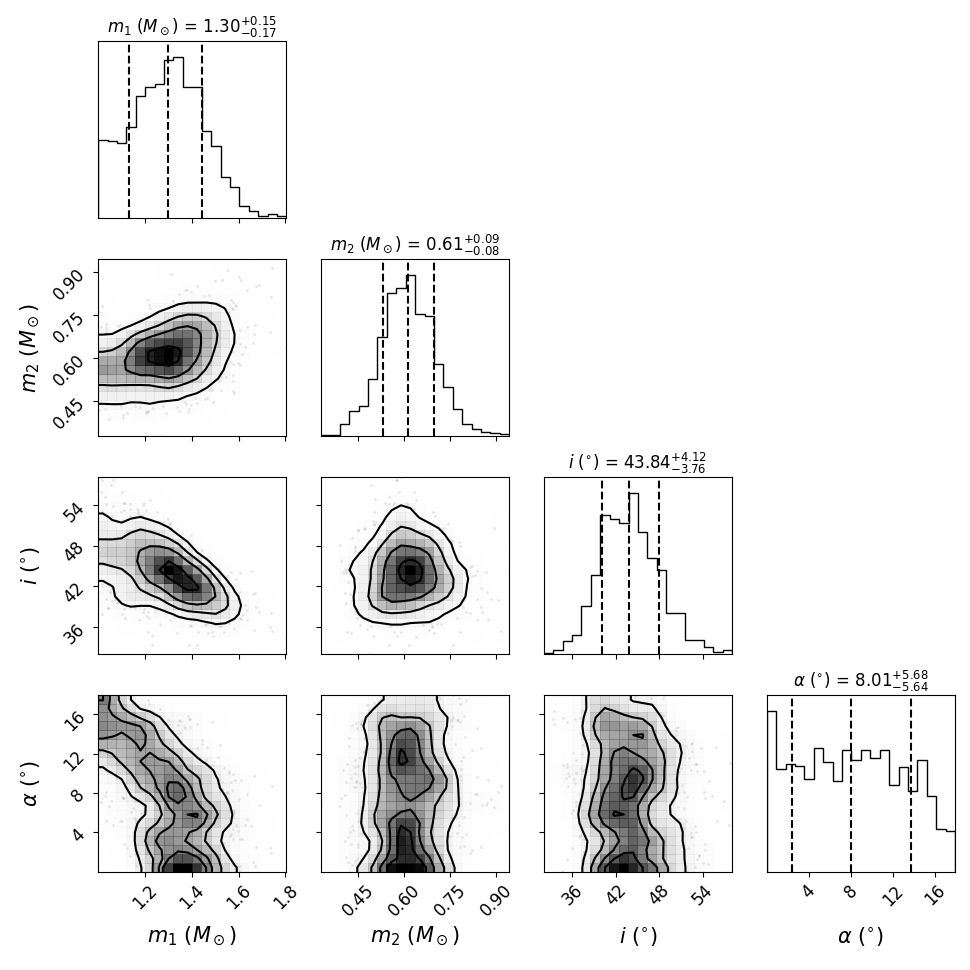 m₁ (M⊙) = 1.30⁺⁰·¹⁵₋₀.₁₇
m₂ (M⊙) = 0.61⁺⁰·⁰⁹₋₀.₀₈
0.90
0.75
0.60
0.45
m₂ (M⊙)
i (°) = 43.84⁺⁴·¹²₋₃.₇₆
54
48
42
36
i (°)
α (°) = 8.01⁺⁵·⁶⁸₋₅.₆₄
16
12
8
4
α (°)
1.2 1.4 1.6 1.8
0.45 0.60 0.75 0.90
36 42 48 54
4 8 12 16
m₁ (M⊙)
m₂ (M⊙)
i (°)
α (°)